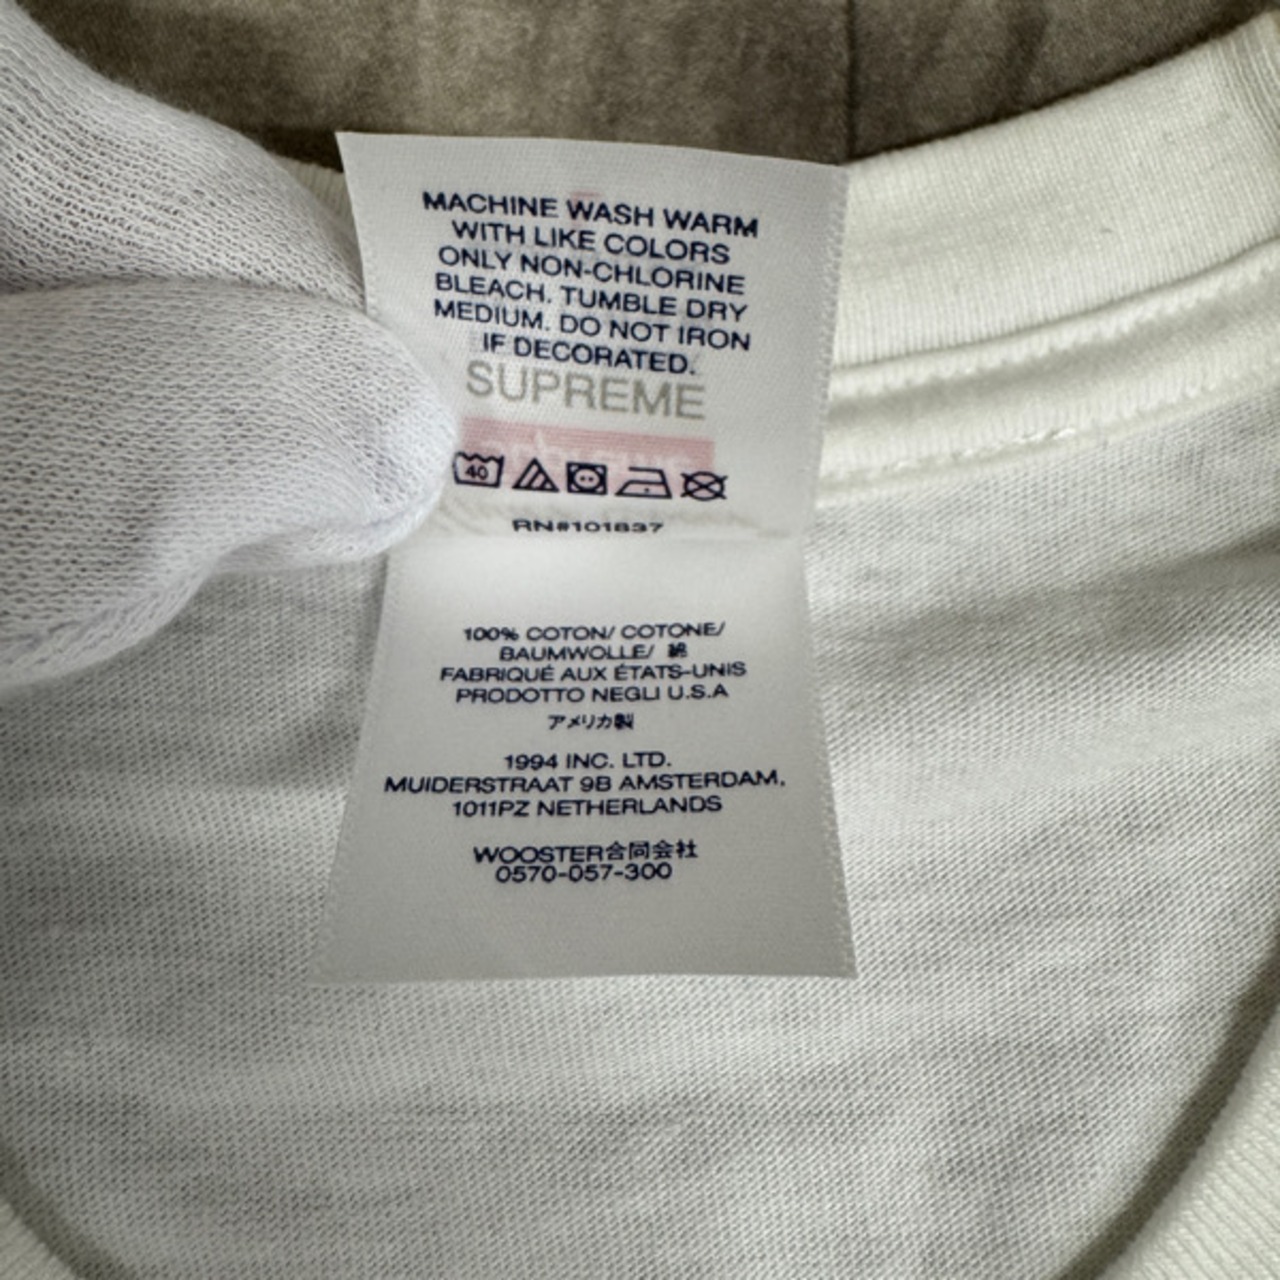 MACHINE WASH WARM
WITH LIKE COLORS
ONLY NON-CHLORINE
BLEACH. TUMBLE DRY
MEDIUM. DO NOT IRON
IF DECORATED.
SUPREME
40
RN#101837
100% COTON/ COTONE/
BAUMWOLLE/ 綿
FABRIQUÉ AUX ÉTATS-UNIS
PRODOTTO NEGLI U.S.A
アメリカ製
1994 INC. LTD.
MUIDERSTRAAT 9B AMSTERDAM.
1011PZ NETHERLANDS
WOOSTER合同会社
0570-057-300